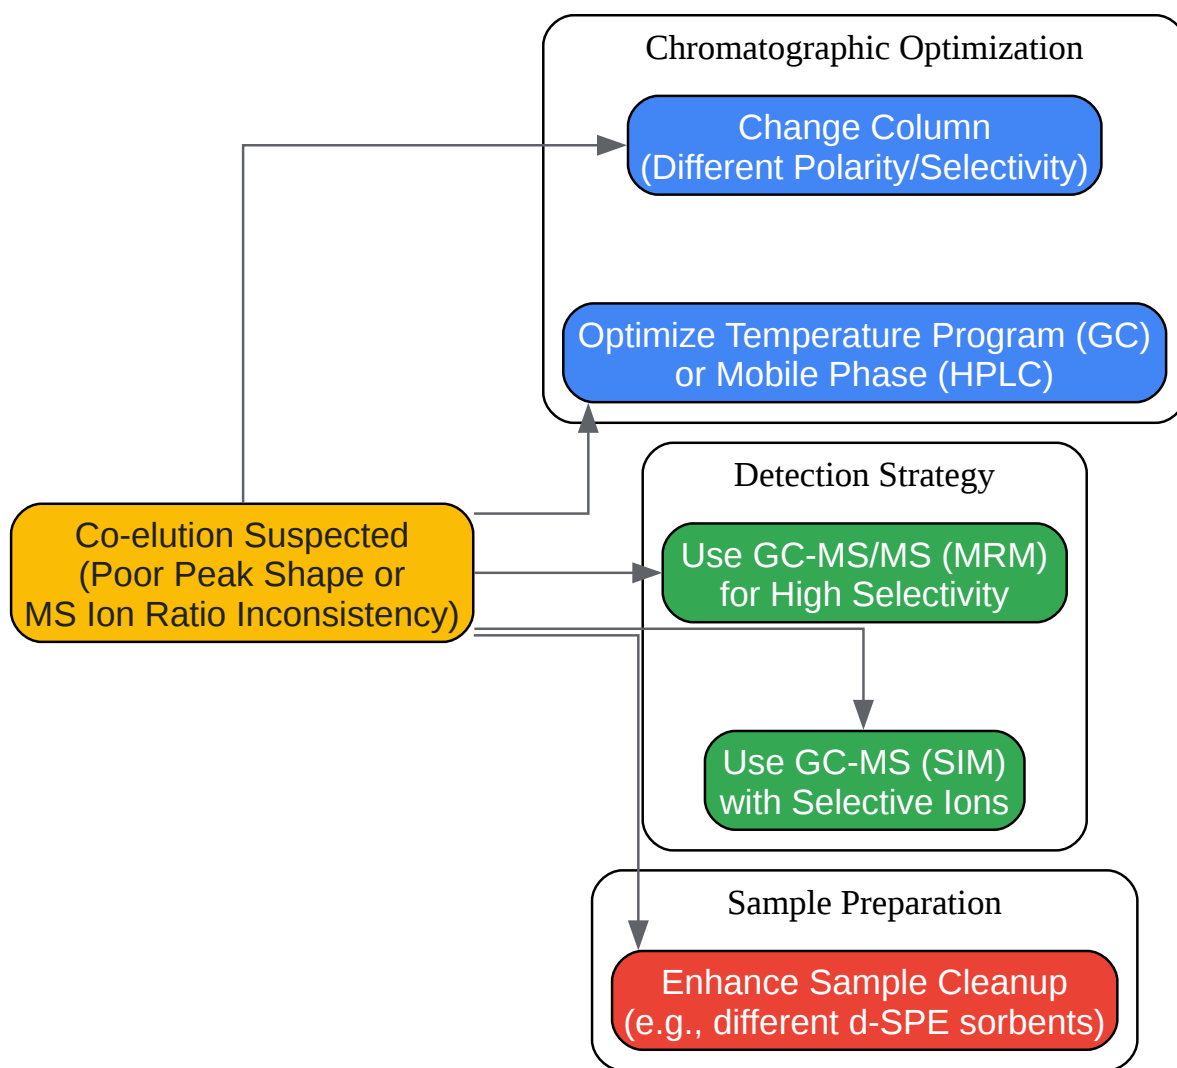 Chromatographic Optimization
Change Column
(Different Polarity/Selectivity)
Optimize Temperature Program (GC)
or Mobile Phase (HPLC)
Detection Strategy
Co-elution Suspected
(Poor Peak Shape or
MS Ion Ratio Inconsistency)
Use GC-MS/MS (MRM)
for High Selectivity
Use GC-MS (SIM)
with Selective Ions
Sample Preparation
Enhance Sample Cleanup
(e.g., different d-SPE sorbents)